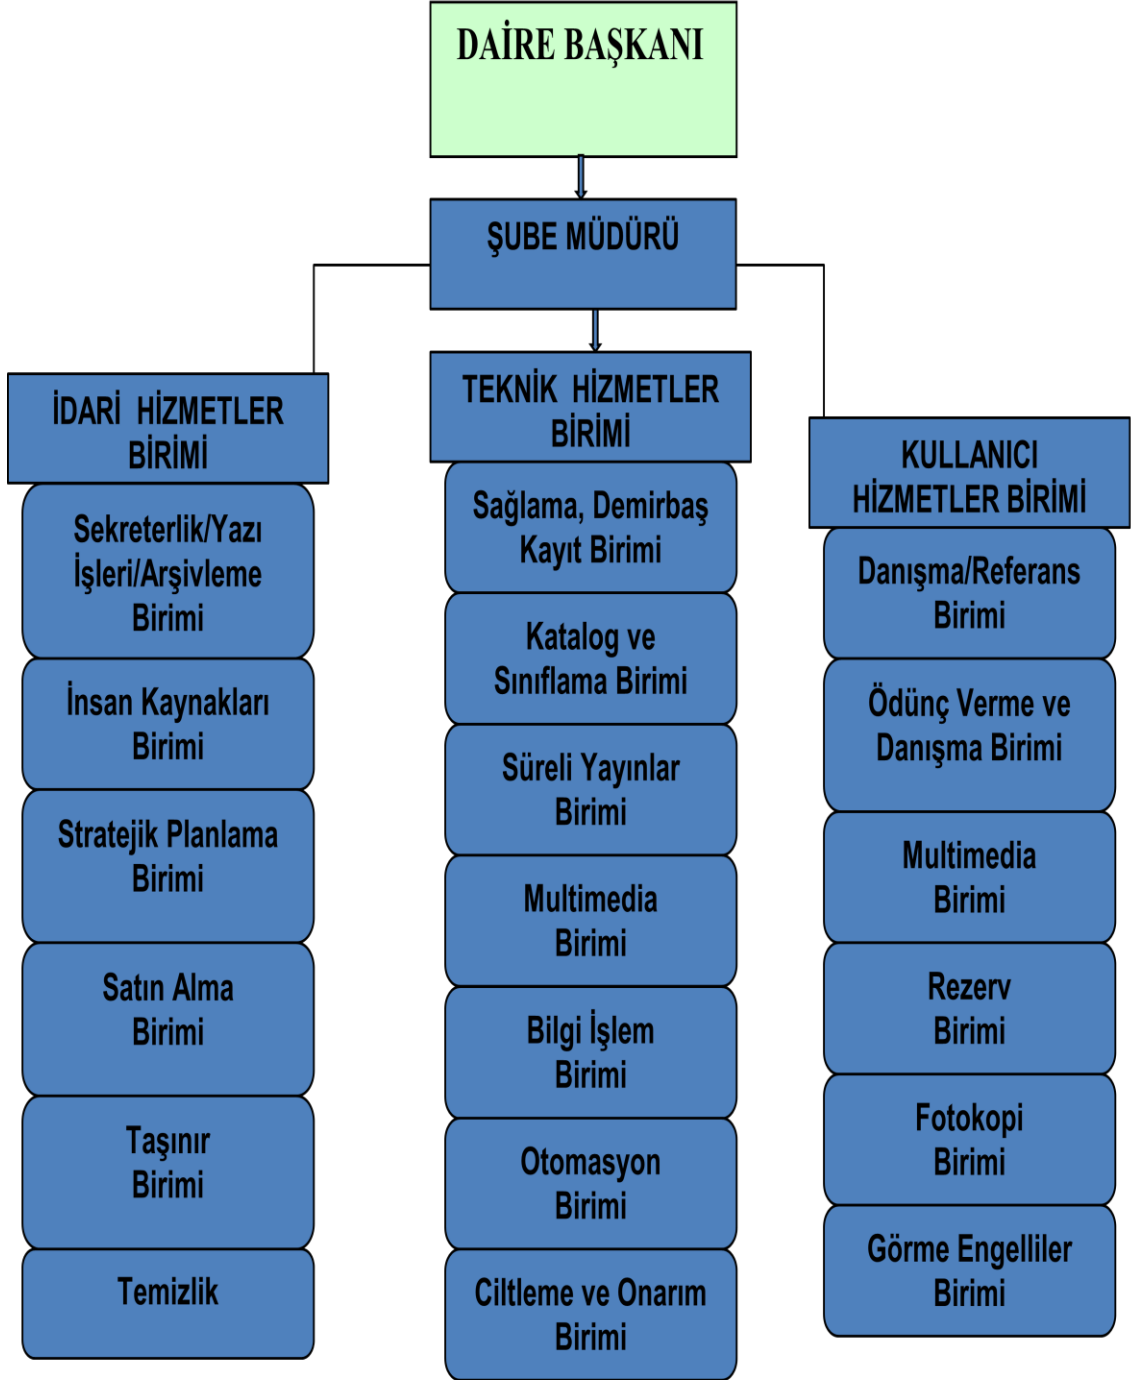 DAİRE BAŞKANI
ŞUBE MÜDÜRÜ
İDARİ HİZMETLER
BİRİMİ
Sekreterlik/Yazı
İşleri/Arşivleme
Birimi
İnsan Kaynakları
Birimi
Stratejik Planlama
Birimi
Satın Alma
Birimi
Taşınır
Birimi
Temizlik
TEKNİK HİZMETLER
BİRİMİ
Sağlama, Demirbaş
Kayıt Birimi
Katalog ve
Sınıflama Birimi
Süreli Yayınlar
Birimi
Multimedia
Birimi
Bilgi İşlem
Birimi
Otomasyon
Birimi
Ciltleme ve Onarım
Birimi
KULLANICI
HİZMETLER BİRİMİ
Danışma/Referans
Birimi
Ödünç Verme ve
Danışma Birimi
Multimedia
Birimi
Rezerv
Birimi
Fotokopi
Birimi
Görme Engelliler
Birimi